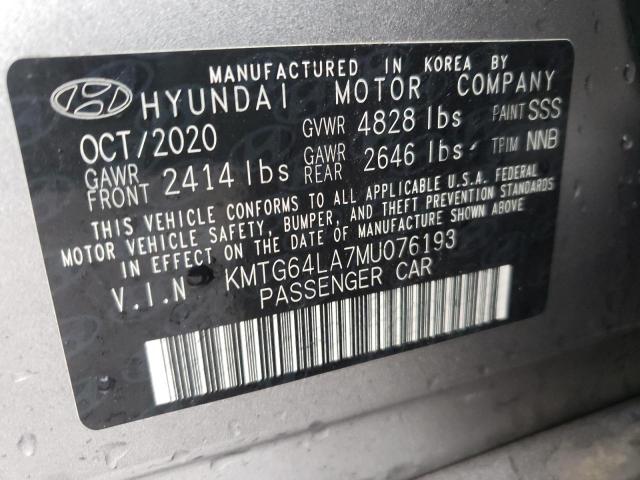 MANUFACTURED IN KOREA BY
HYUNDAI MOTOR COMPANY
OCT/2020 GVWR 4828 lbs PAINT SSS
GAWR FRONT 2414 lbs GAWR REAR 2646 lbs TRIM NNB
THIS VEHICLE CONFORMS TO ALL APPLICABLE U.S.A. FEDERAL
MOTOR VEHICLE SAFETY, BUMPER, AND THEFT PREVENTION STANDARDS
IN EFFECT ON THE DATE OF MANUFACTURE SHOWN ABOVE
V.I.N KMTG64LA7MU076193
PASSENGER CAR